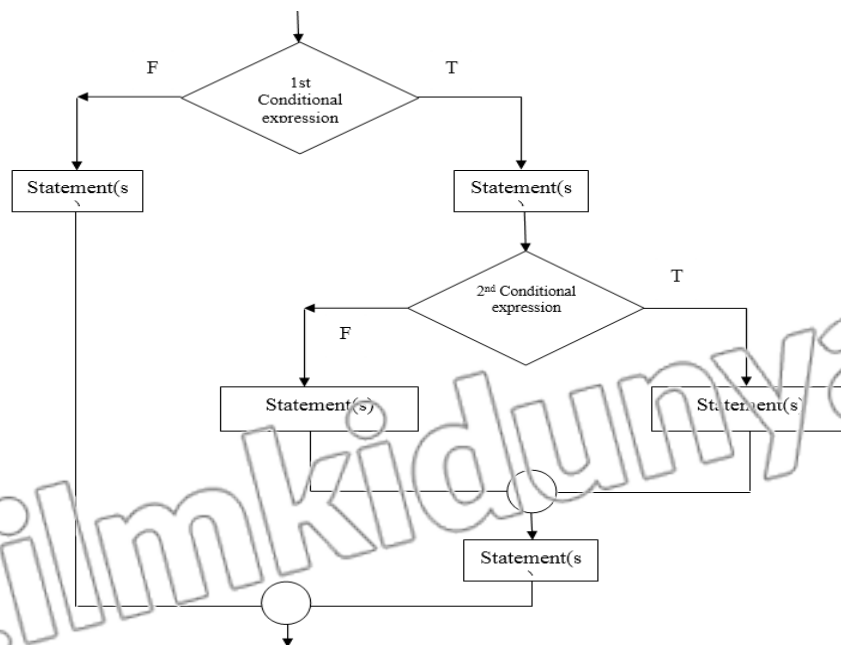 F
T
1st
Conditional
expression
Statement(s
)
Statement(s
)
T
2nd Conditional
expression
F
Statement(s)
Statement(s)
.ilmkidunya
Statement(s
)